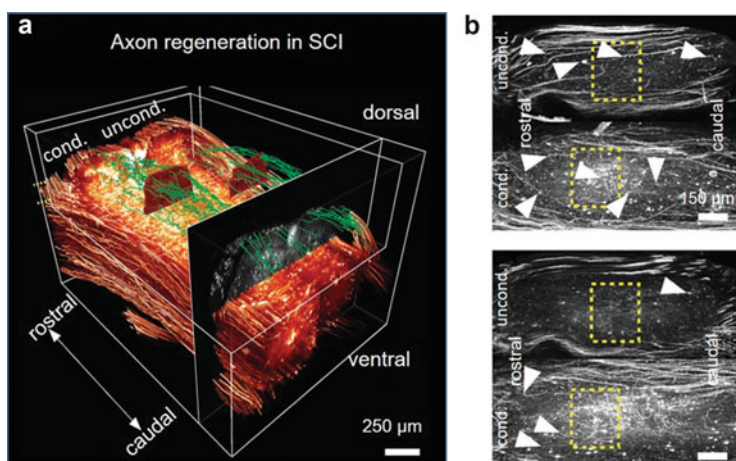 a
Axon regeneration in SCI
cond. uncond.
dorsal
rostral
caudal
ventral
250 µm
b
uncond.
rostral
caudal
cond.
150 µm
uncond.
rostral
caudal
cond.